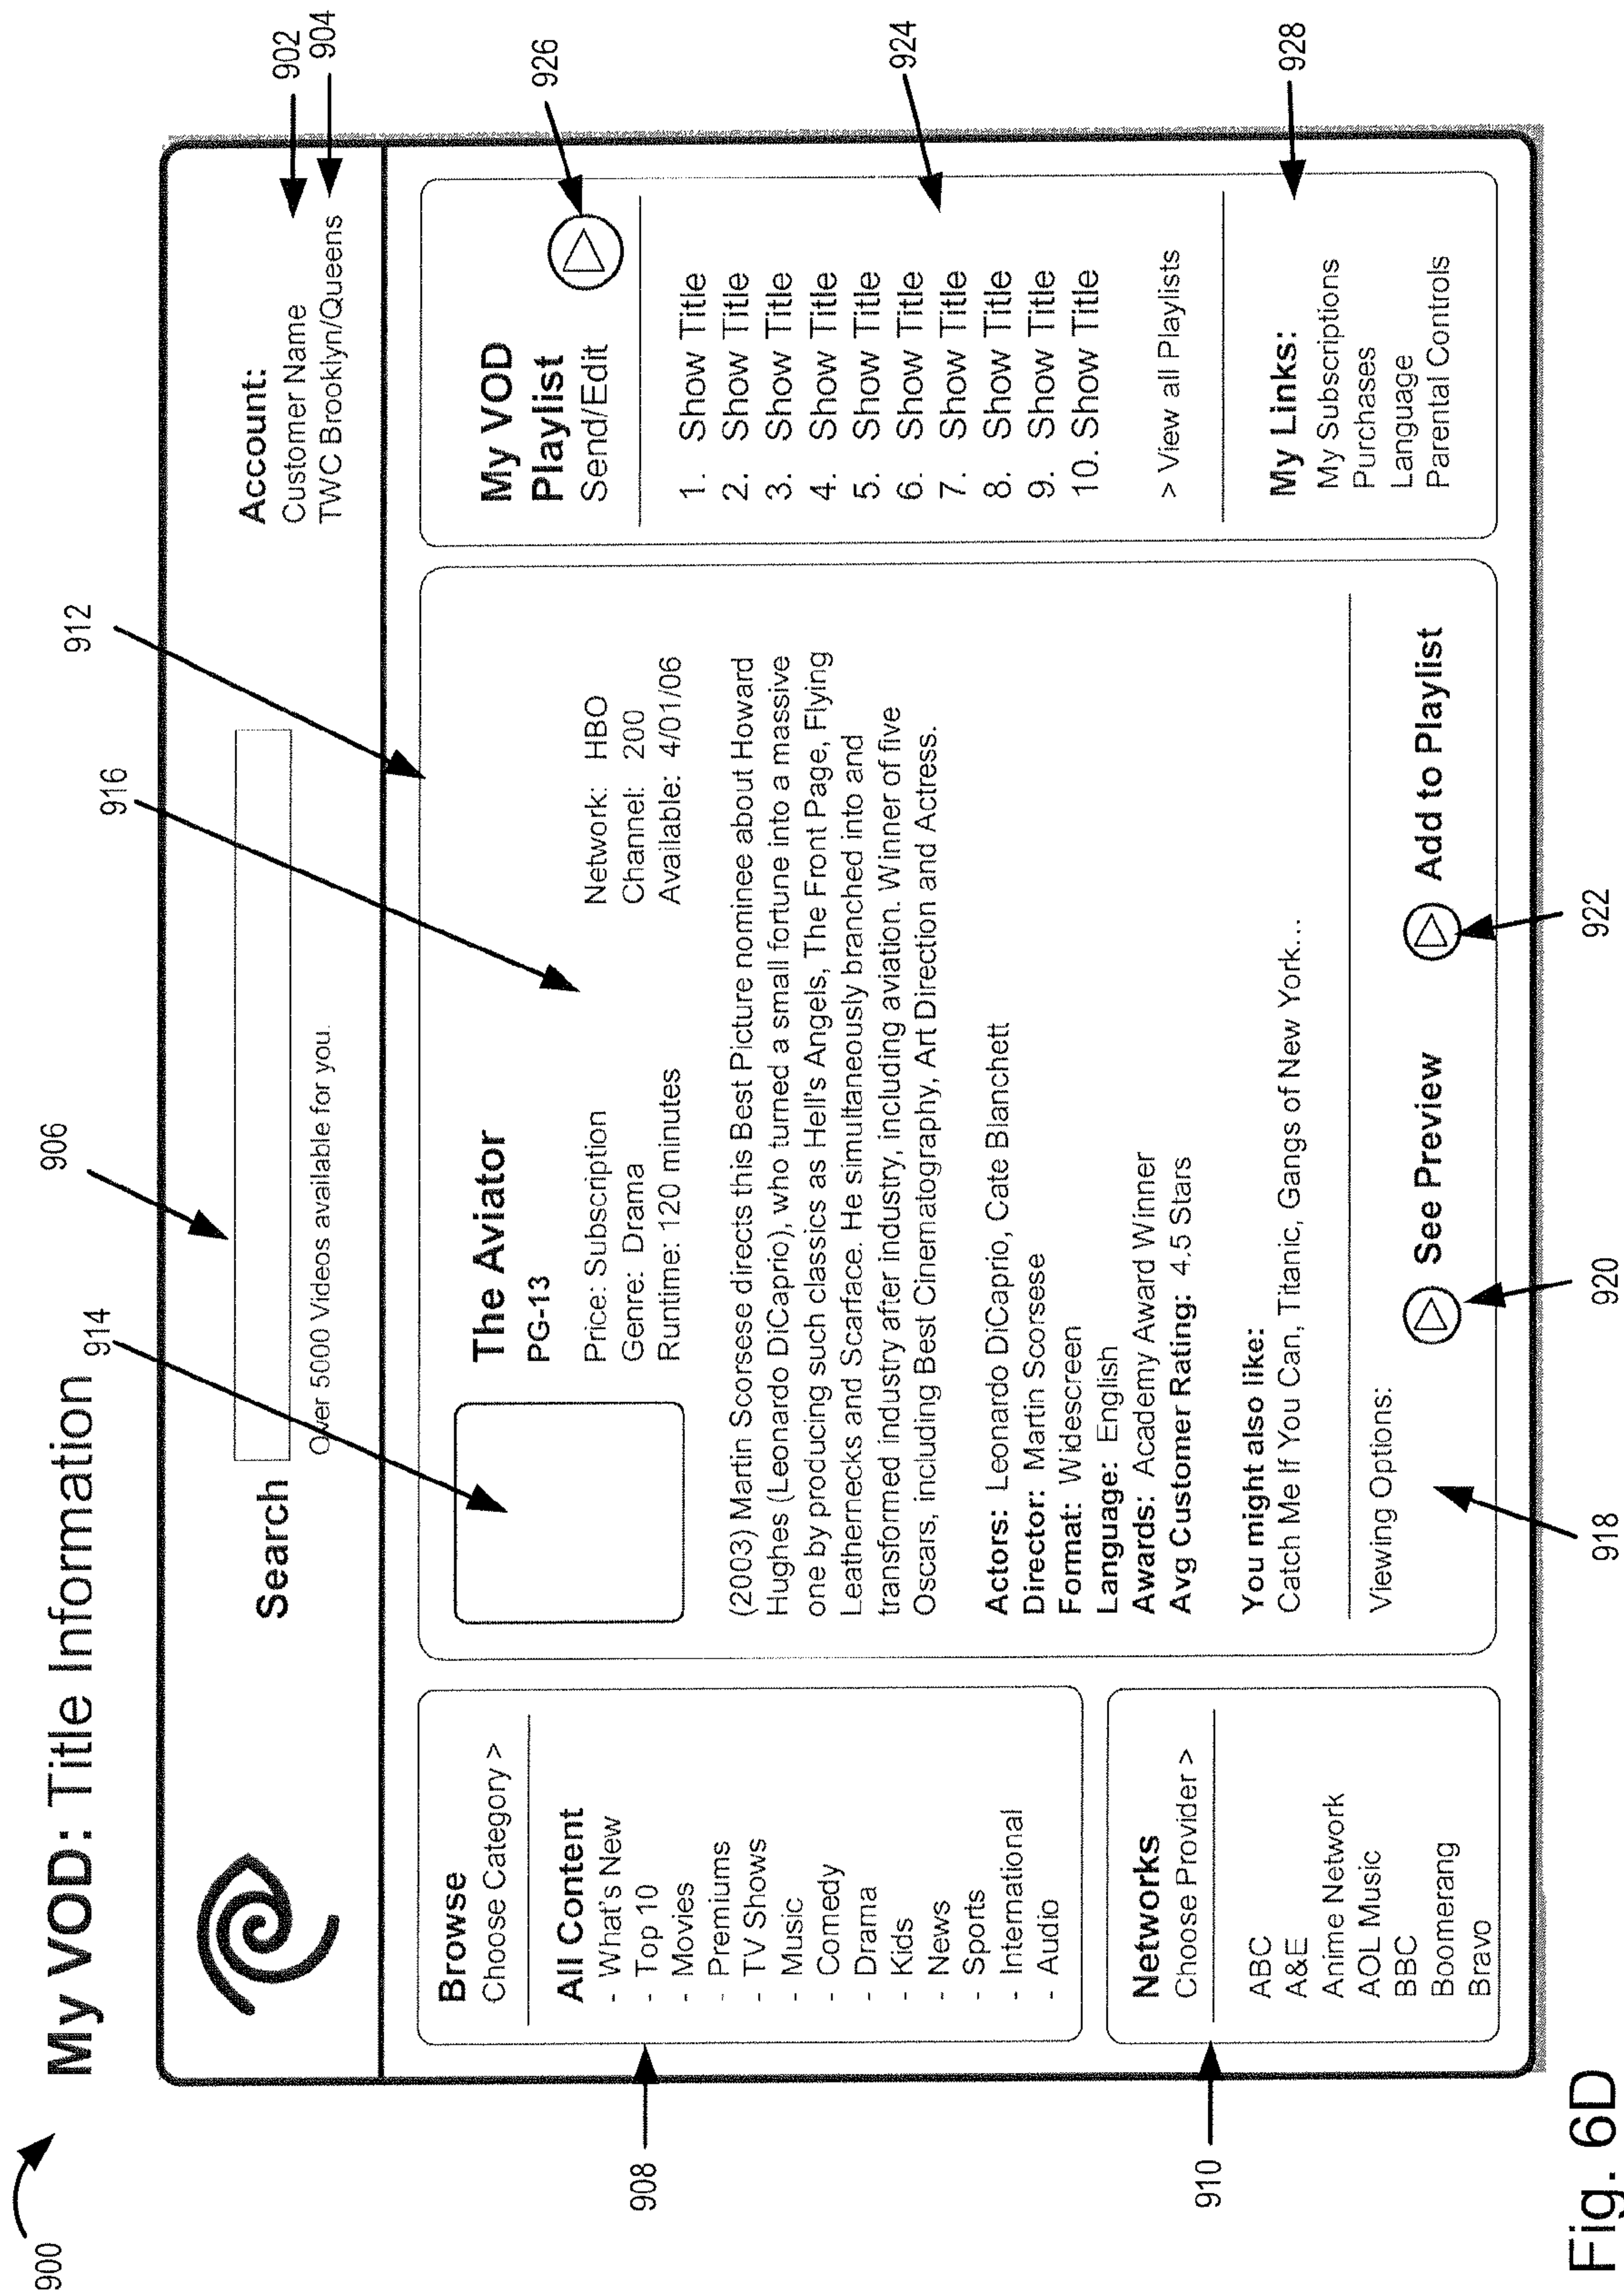 900
My VOD: Title Information
906
914
916
912
902
904
Search
Over 5000 Videos available for you.
Account:
Customer Name
TWC Brooklyn/Queens
Browse
Choose Category >
All Content
- What's New
- Top 10
- Movies
- Premiums
- TV Shows
- Music
- Comedy
- Drama
- Kids
- News
- Sports
- International
- Audio
908
Networks
Choose Provider >
ABC
A&E
Anime Network
AOL Music
BBC
Boomerang
Bravo
910
The Aviator
PG-13
Price: Subscription
Genre: Drama
Runtime: 120 minutes
Network: HBO
Channel: 200
Available: 4/01/06
(2003) Martin Scorsese directs this Best Picture nominee about Howard
Hughes (Leonardo DiCaprio), who turned a small fortune into a massive
one by producing such classics as Hell's Angels, The Front Page, Flying
Leathernecks and Scarface. He simultaneously branched into and
transformed industry after industry, including aviation. Winner of five
Oscars, including Best Cinematography, Art Direction and Actress.
Actors: Leonardo DiCaprio, Cate Blanchett
Director: Martin Scorsese
Format: Widescreen
Language: English
Awards: Academy Award Winner
Avg Customer Rating: 4.5 Stars
You might also like:
Catch Me If You Can, Titanic, Gangs of New York...
Viewing Options:
See Preview
Add to Playlist
918
920
922
My VOD
Playlist
Send/Edit
926
1. Show Title
2. Show Title
3. Show Title
4. Show Title
5. Show Title
6. Show Title
7. Show Title
8. Show Title
9. Show Title
10. Show Title
924
> View all Playlists
My Links:
My Subscriptions
Purchases
Language
Parental Controls
928
Fig. 6D